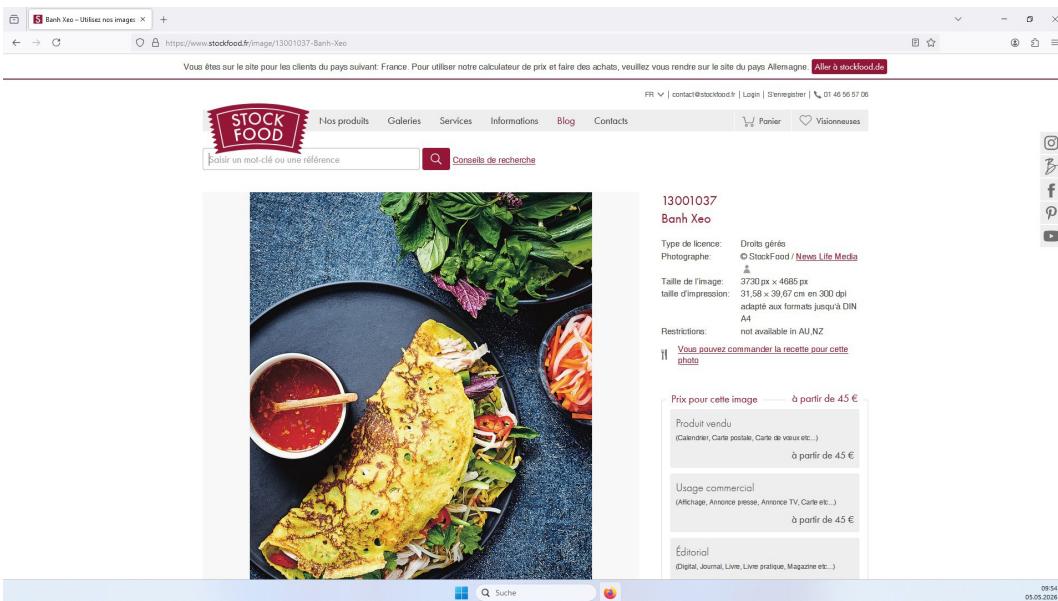 Banh Xeo – Utilisez nos images
https://www.stockfood.fr/image/13001037-Banh-Xeo
Vous êtes sur le site pour les clients du pays suivant: France. Pour utiliser notre calculateur de prix et faire des achats, veuillez vous rendre sur le site du pays Allemagne. Aller à stockfood.de
FR | contact@stockfood.fr | Login | S'enregistrer | 01 46 56 57 06
STOCK FOOD
Nos produits Galeries Services Informations Blog Contacts Panier Visionneuses
Saisir un mot-clé ou une référence Conseils de recherche
13001037
Banh Xeo
Type de licence: Droits gérés
Photographe: © StockFood / News Life Media
Taille de l'image: 3730 px × 4685 px
taille d'impression: 31,58 × 39,67 cm en 300 dpi
adapté aux formats jusqu'à DIN
A4
Restrictions: not available in AU,NZ
Vous pouvez commander la recette pour cette
photo
Prix pour cette image à partir de 45 €
Produit vendu
(Calendrier, Carte postale, Carte de vœux etc...)
à partir de 45 €
Usage commercial
(Affichage, Annonce presse, Annonce TV, Carte etc...)
à partir de 45 €
Éditorial
(Digital, Journal, Livre, Livre pratique, Magazine etc...)
Suche
09:54
05.05.2026